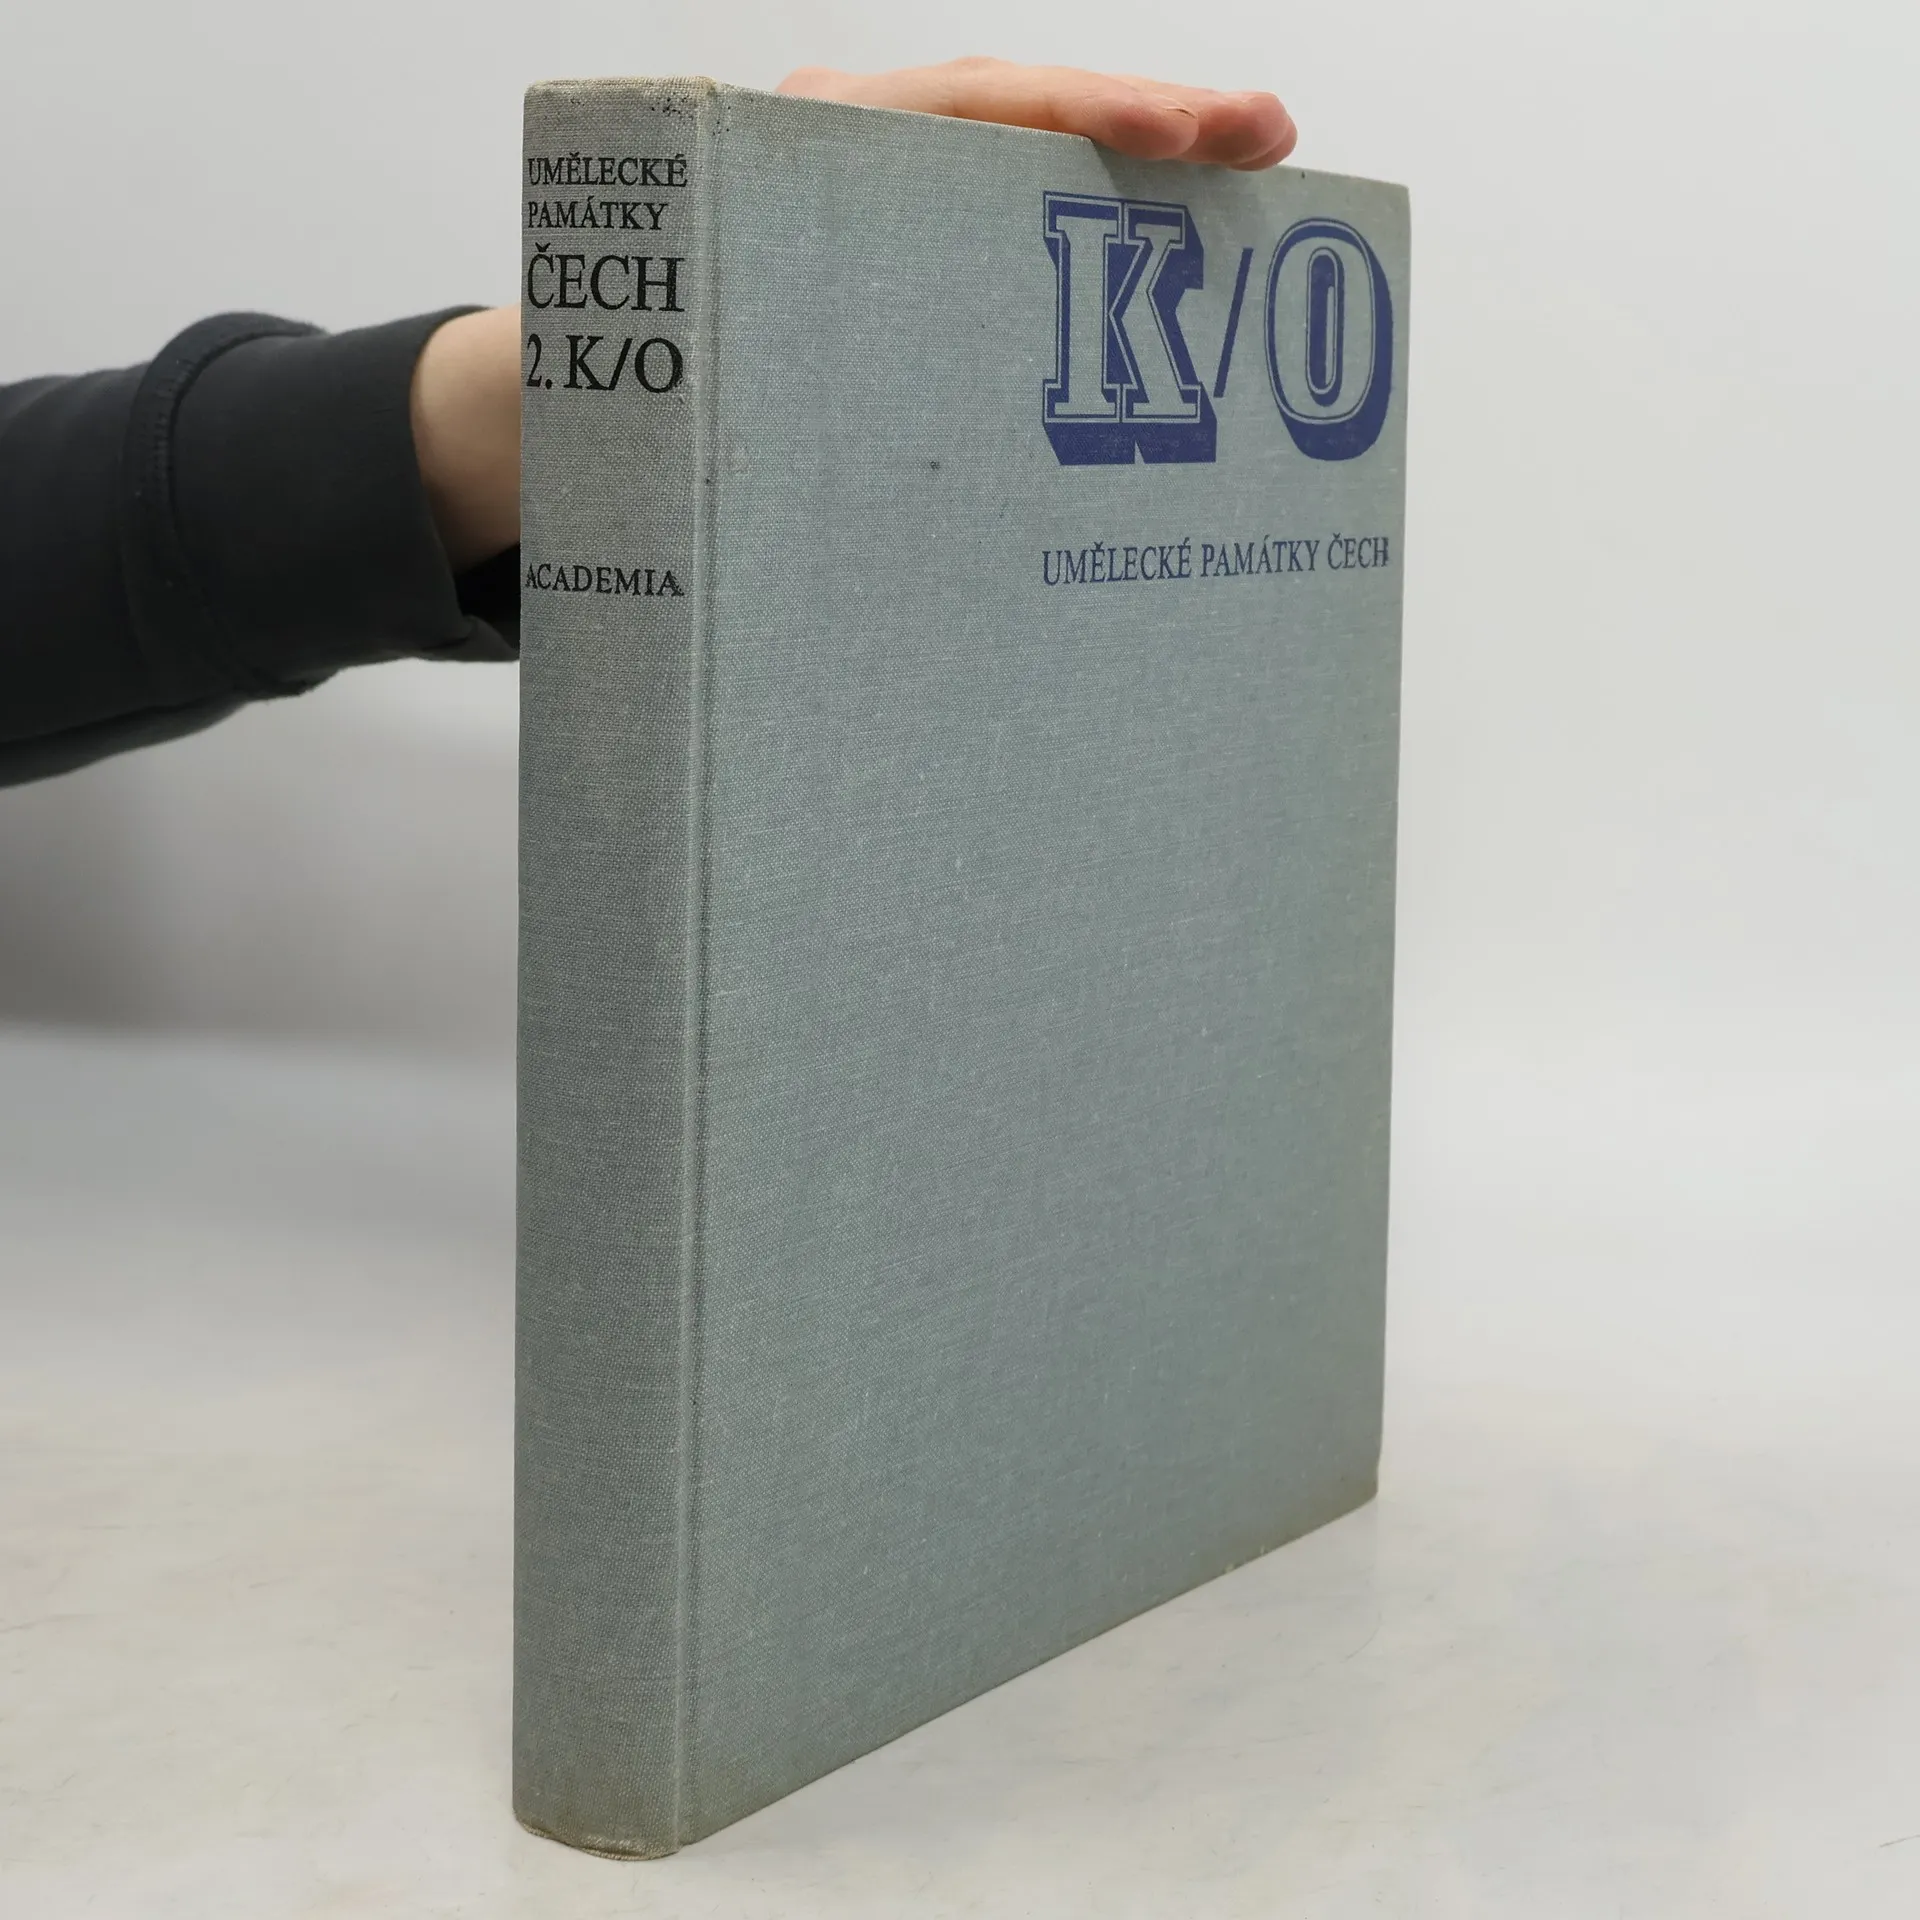 UMĚLECKÉ
PAMÁTKY
ČECH
2. K/O
ACADEMIA
K/O
UMĚLECKÉ PAMÁTKY ČECH